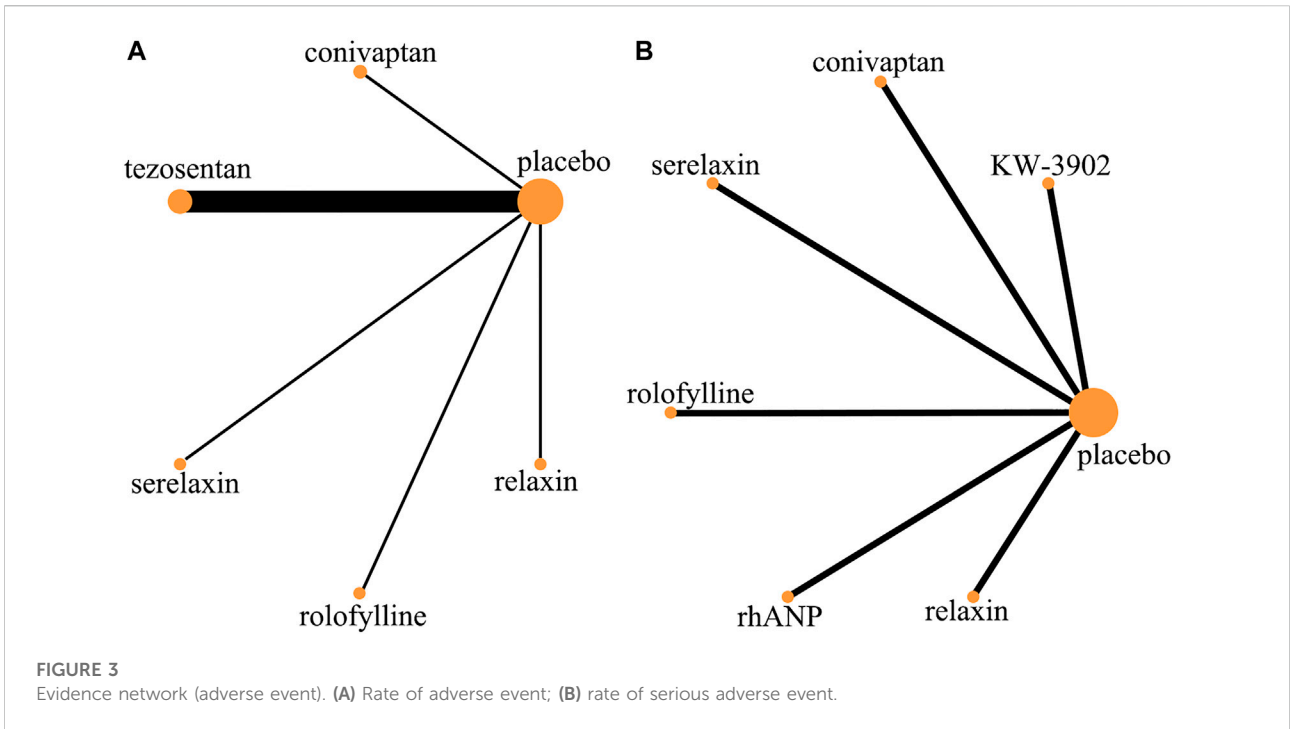 A
conivaptan
tezosentan
placebo
serelaxin
relaxin
rolofylline
B
conivaptan
serelaxin
KW-3902
rolofylline
placebo
rhANP
relaxin
FIGURE 3
Evidence network (adverse event). (A) Rate of adverse event; (B) rate of serious adverse event.